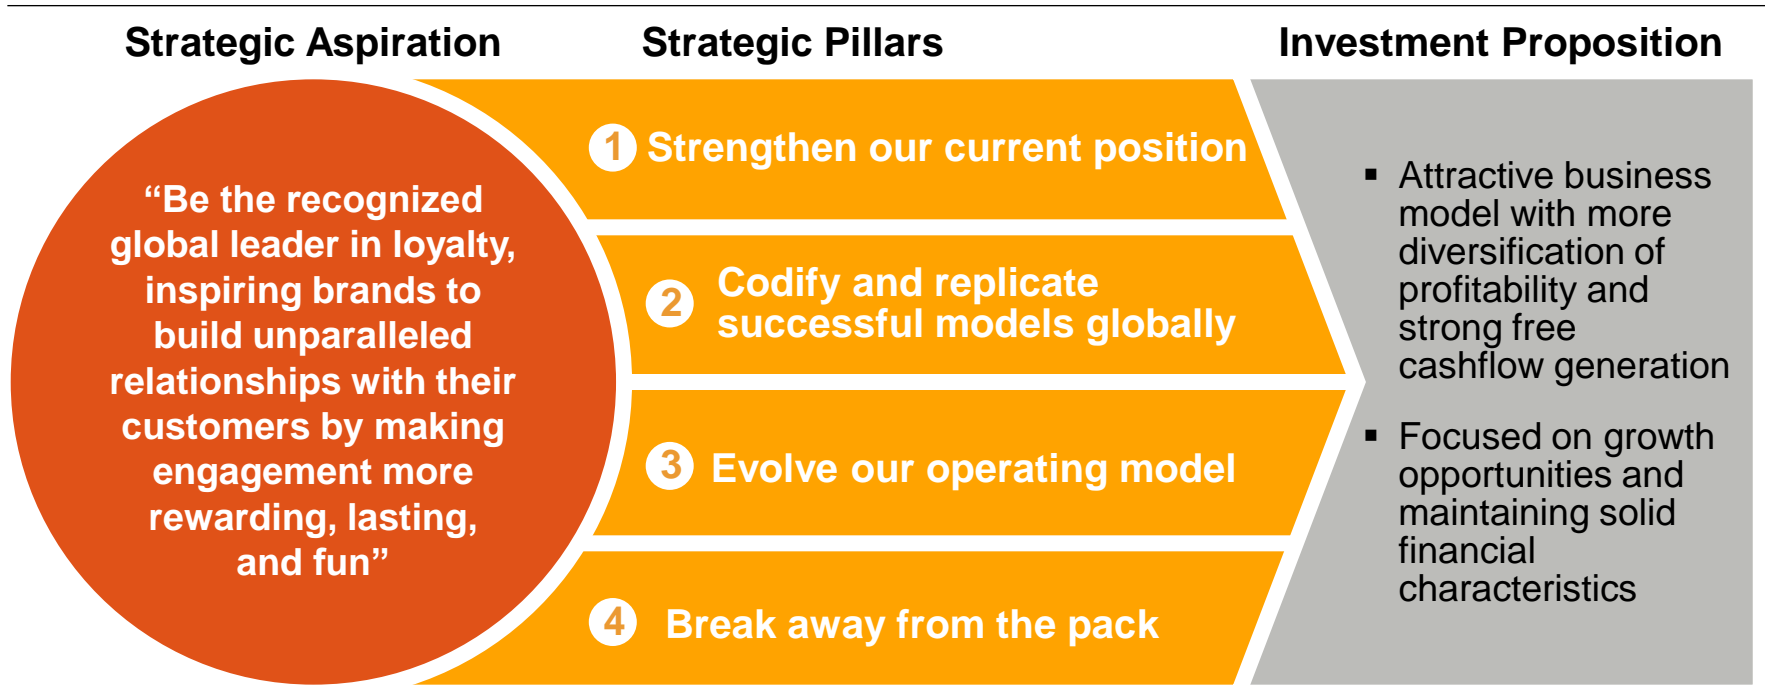 Strategic Aspiration
Strategic Pillars
Investment Proposition
“Be the recognized
global leader in loyalty,
inspiring brands to
build unparalleled
relationships with their
customers by making
engagement more
rewarding, lasting,
and fun”
1 Strengthen our current position
2 Codify and replicate
successful models globally
3 Evolve our operating model
4 Break away from the pack
▪ Attractive business
model with more
diversification of
profitability and
strong free
cashflow generation
▪ Focused on growth
opportunities and
maintaining solid
financial
characteristics